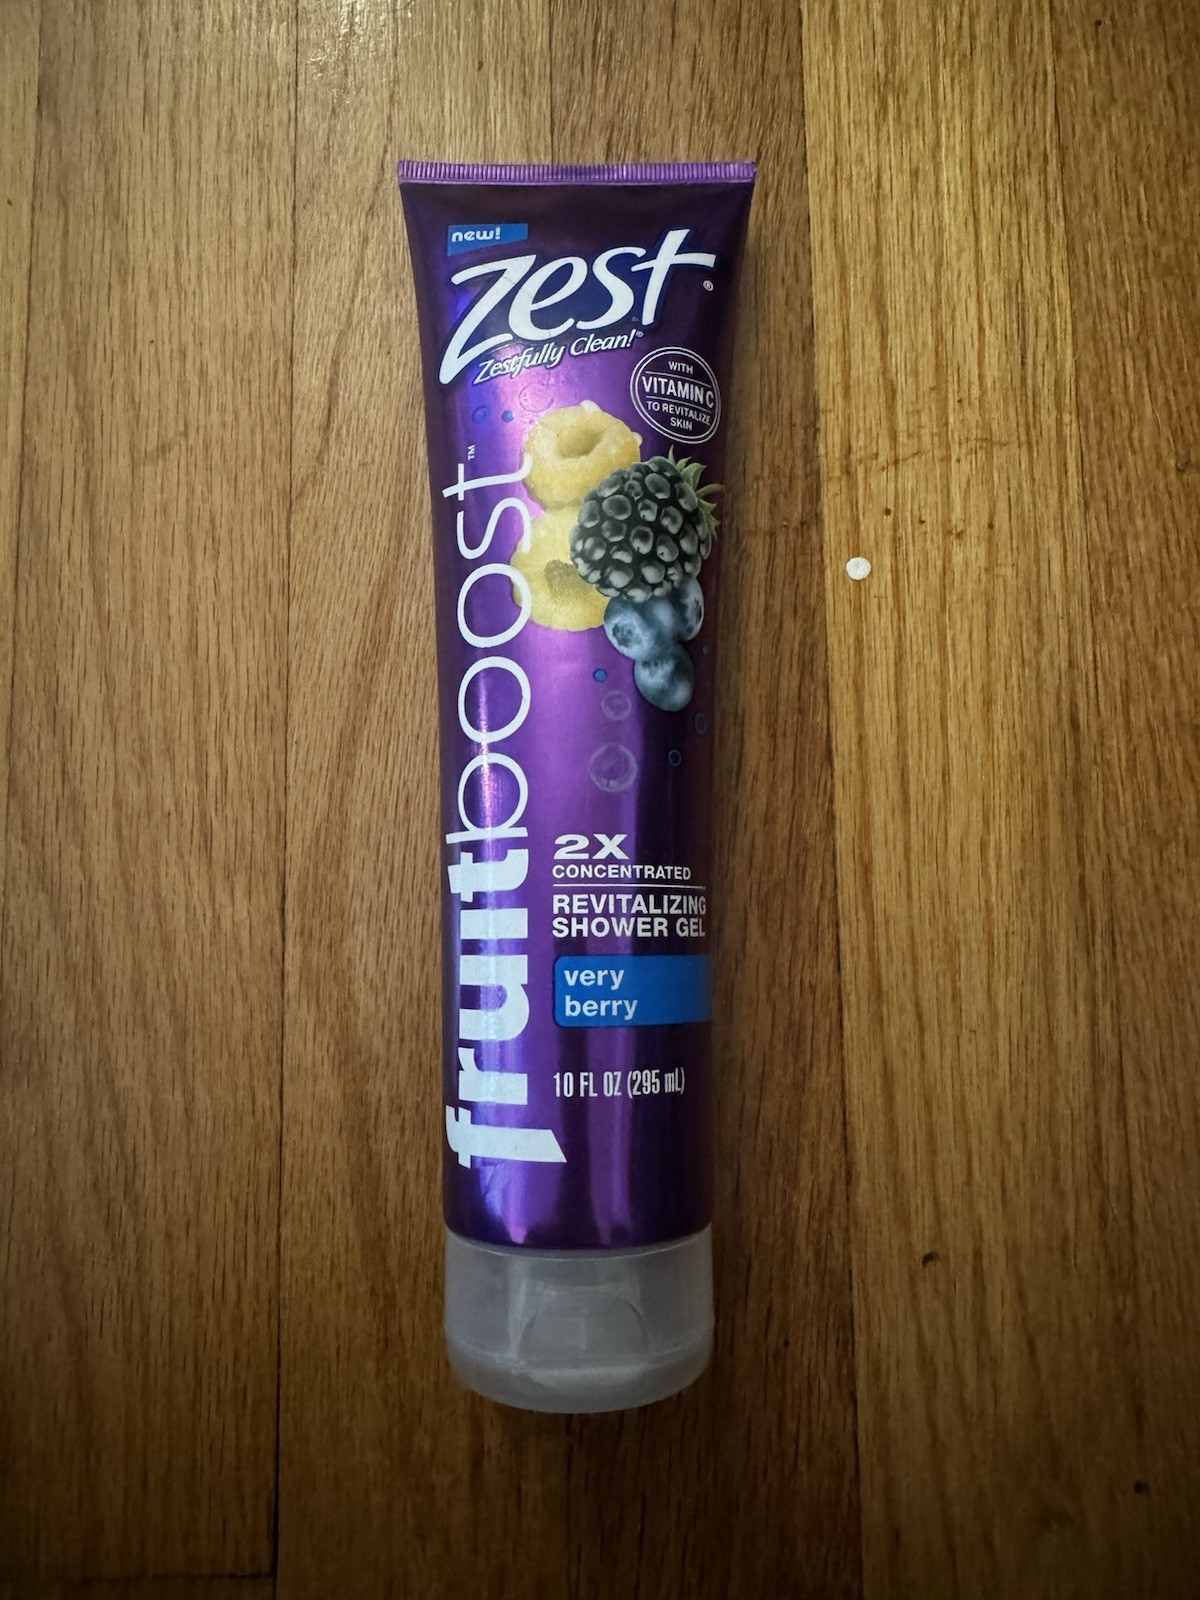 new!
Zest®
Zestfully Clean!®
WITH
VITAMIN C
TO REVITALIZE
SKIN
fruitboost™
2X
CONCENTRATED
REVITALIZING
SHOWER GEL
very
berry
10 FL OZ (295 mL)